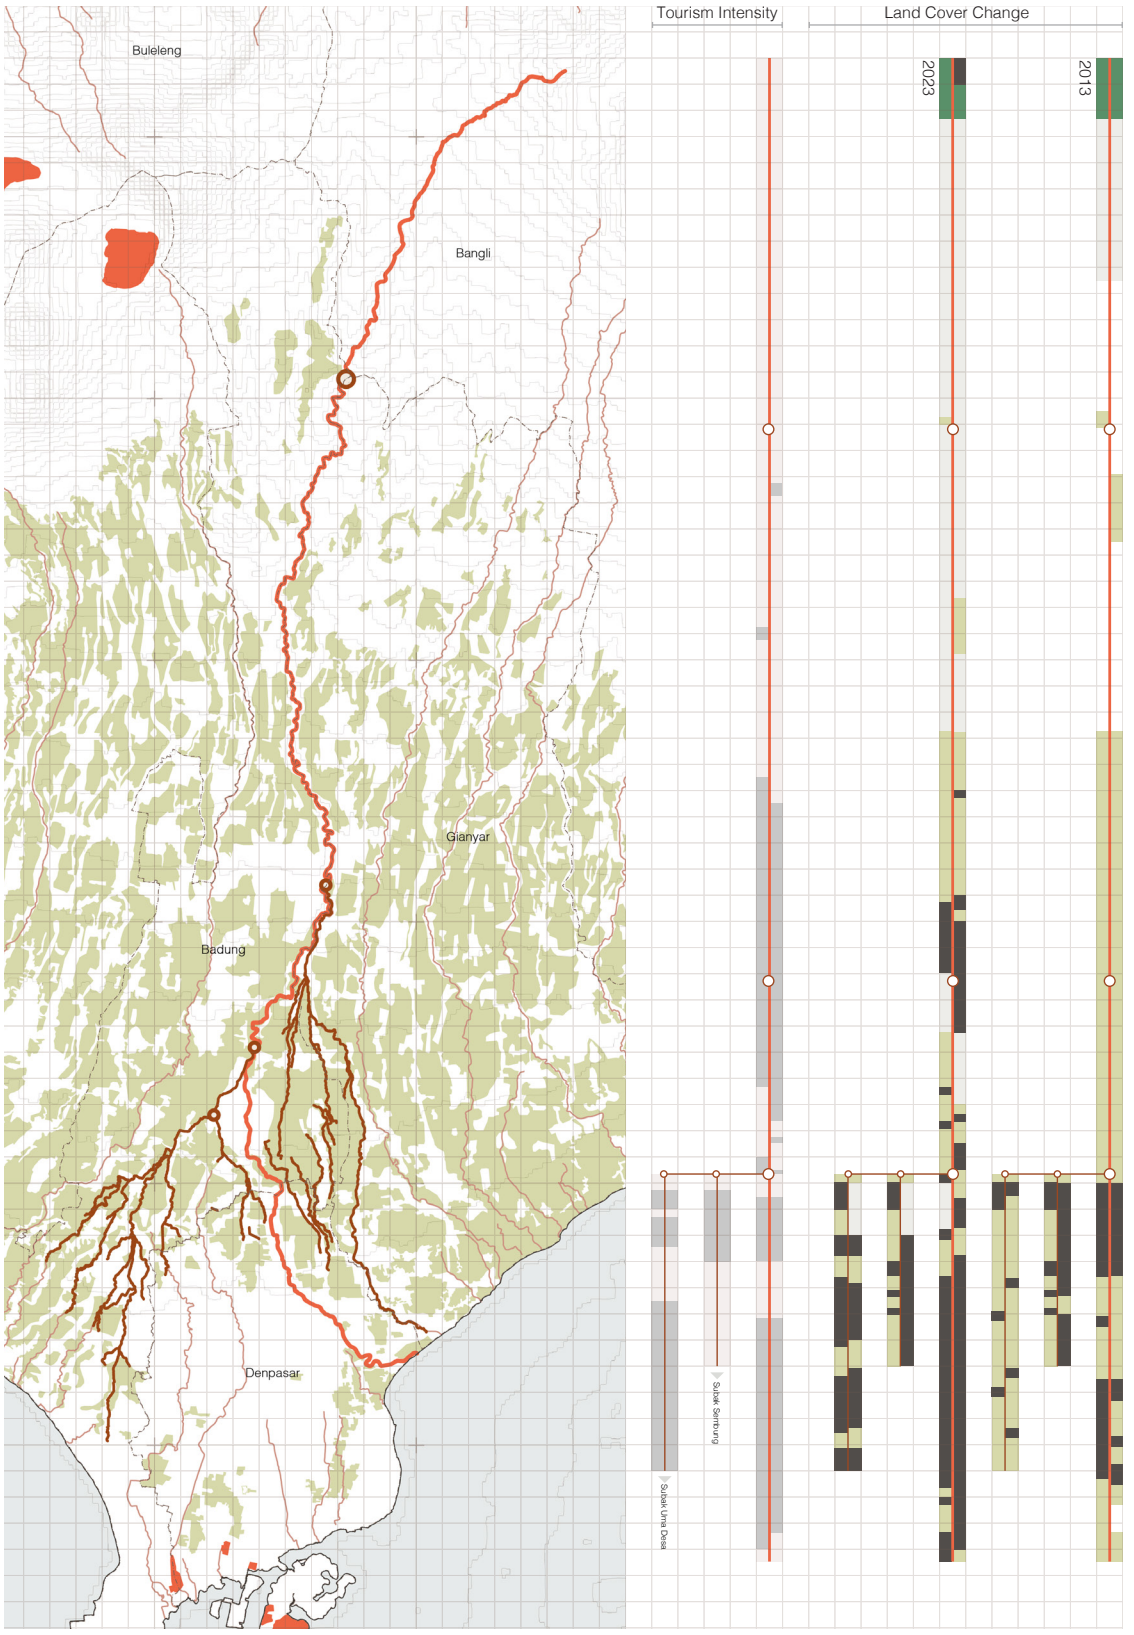 Tourism Intensity
Land Cover Change
2023
2013
Buleleng
Bangli
Gianyar
Badung
Denpasar
Subak Sembung
Subak Uma Desa